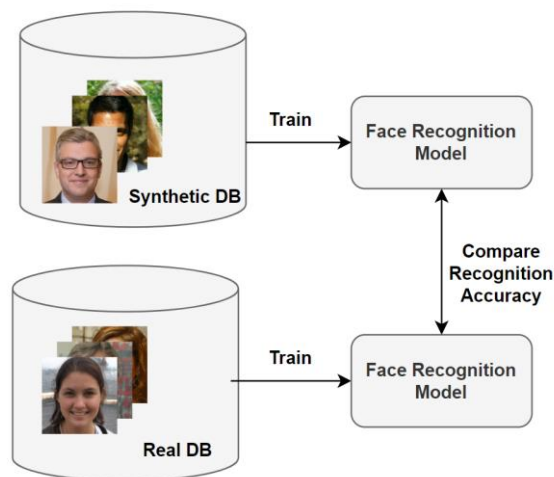 Synthetic DB
Train
Face Recognition
Model
Compare
Recognition
Accuracy
Real DB
Train
Face Recognition
Model